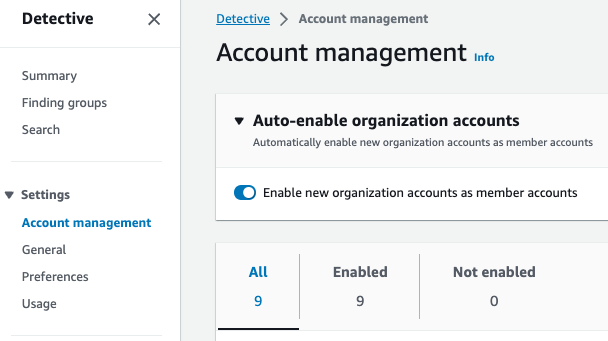 Detective
Summary
Finding groups
Search
Settings
Account management
General
Preferences
Usage
Detective > Account management
Account management Info
Auto-enable organization accounts
Automatically enable new organization accounts as member accounts
Enable new organization accounts as member accounts
All Enabled Not enabled
9 9 0